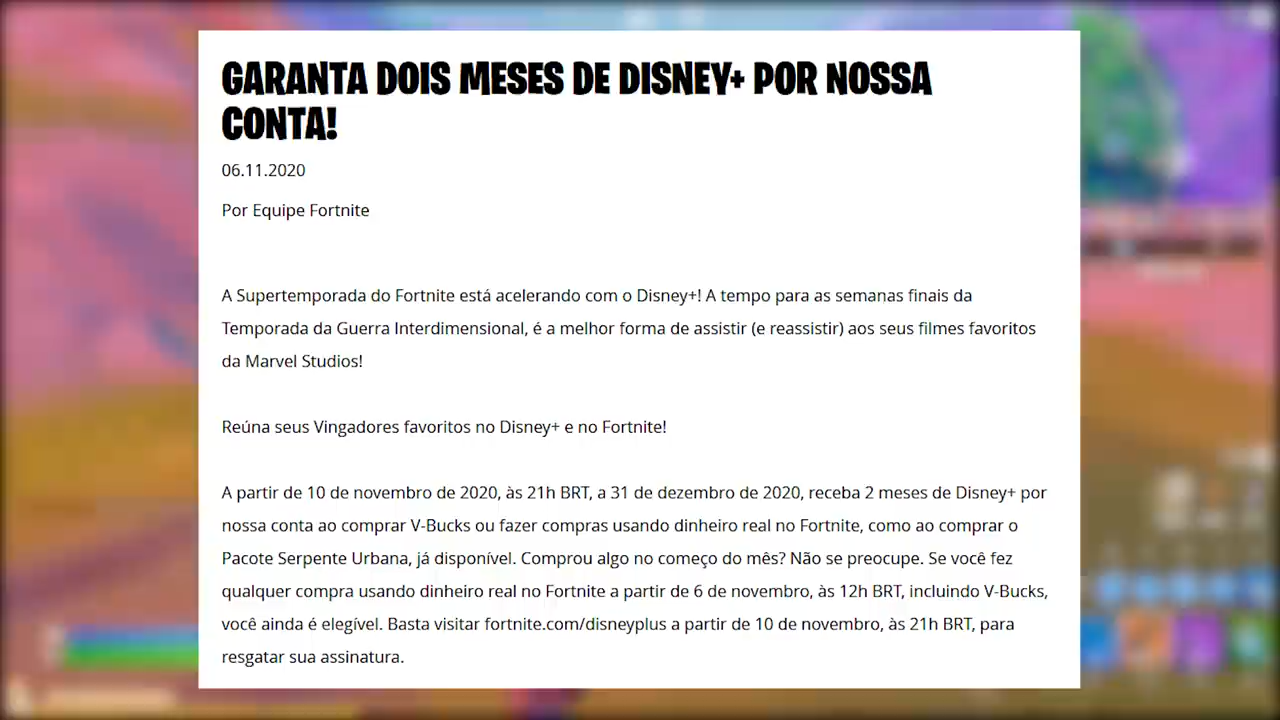 GARANTA DOIS MESES DE DISNEY+ POR NOSSA
CONTA!
06.11.2020
Por Equipe Fortnite
A Supertemporada do Fortnite está acelerando com o Disney+! A tempo para as semanas finais da
Temporada da Guerra Interdimensional, é a melhor forma de assistir (e reassistir) aos seus filmes favoritos
da Marvel Studios!
Reúna seus Vingadores favoritos no Disney+ e no Fortnite!
A partir de 10 de novembro de 2020, às 21h BRT, a 31 de dezembro de 2020, receba 2 meses de Disney+ por
nossa conta ao comprar V-Bucks ou fazer compras usando dinheiro real no Fortnite, como ao comprar o
Pacote Serpente Urbana, já disponível. Comprou algo no começo do mês? Não se preocupe. Se você fez
qualquer compra usando dinheiro real no Fortnite a partir de 6 de novembro, às 12h BRT, incluindo V-Bucks,
você ainda é elegível. Basta visitar fortnite.com/disneyplus a partir de 10 de novembro, às 21h BRT, para
resgatar sua assinatura.